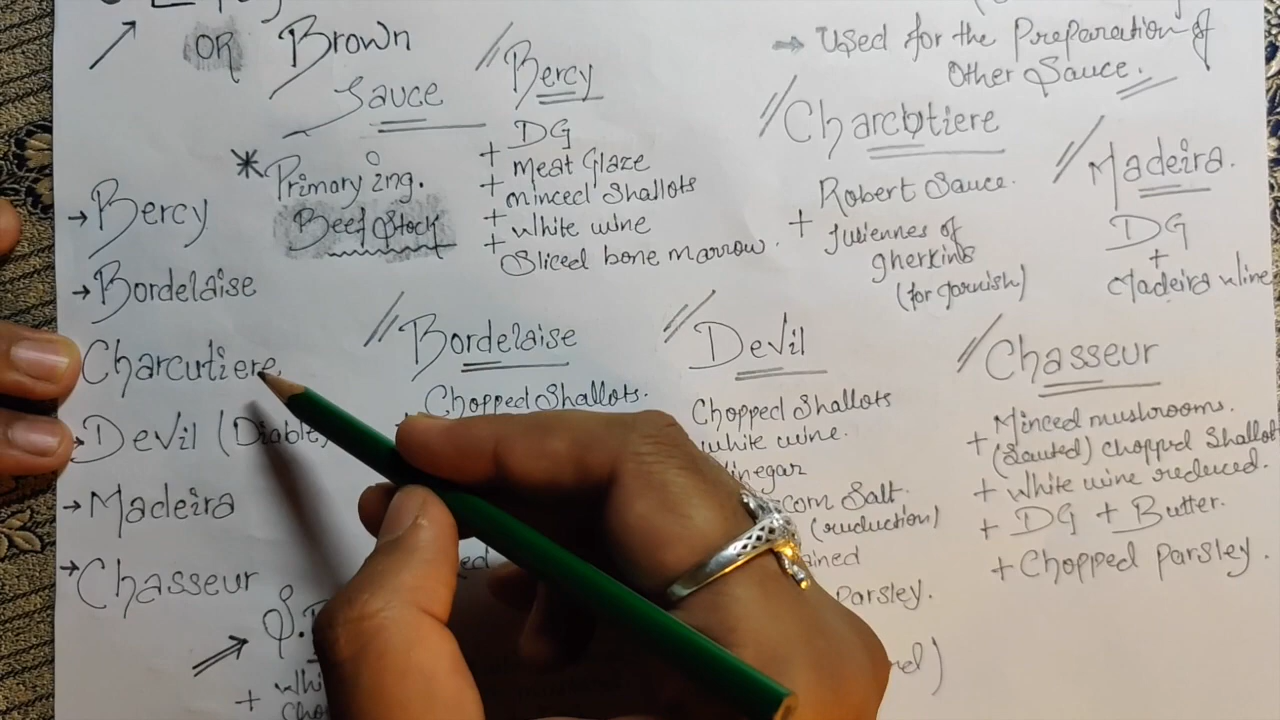 OR Brown
Sauce
* Primary ing.
Beef Stock
→ Bercy
→ Bordelaise
Charcutiere
→ Devil (Diable)
→ Madeira
→ Chasseur
Bercy
DG
+ meat Glaze
+ minced Shallots
+ White wine
+ Sliced bone marrow.
⇒ Used for the Preparation of
Other Sauce.
Charcutiere
Robert Sauce.
+ Juliennes of
gherkins
(for garnish)
Madeira.
DG
+
Madeira wine
Bordelaise
Chopped Shallots.
Devil
Chopped Shallots
White wine.
corn Salt.
(ruduction)
Parsley.
Chasseur
Minced mushrooms.
+ (Sauted) Chopped Shallot
+ White wine reduced.
+ DG + Butter.
+ Chopped Parsley.